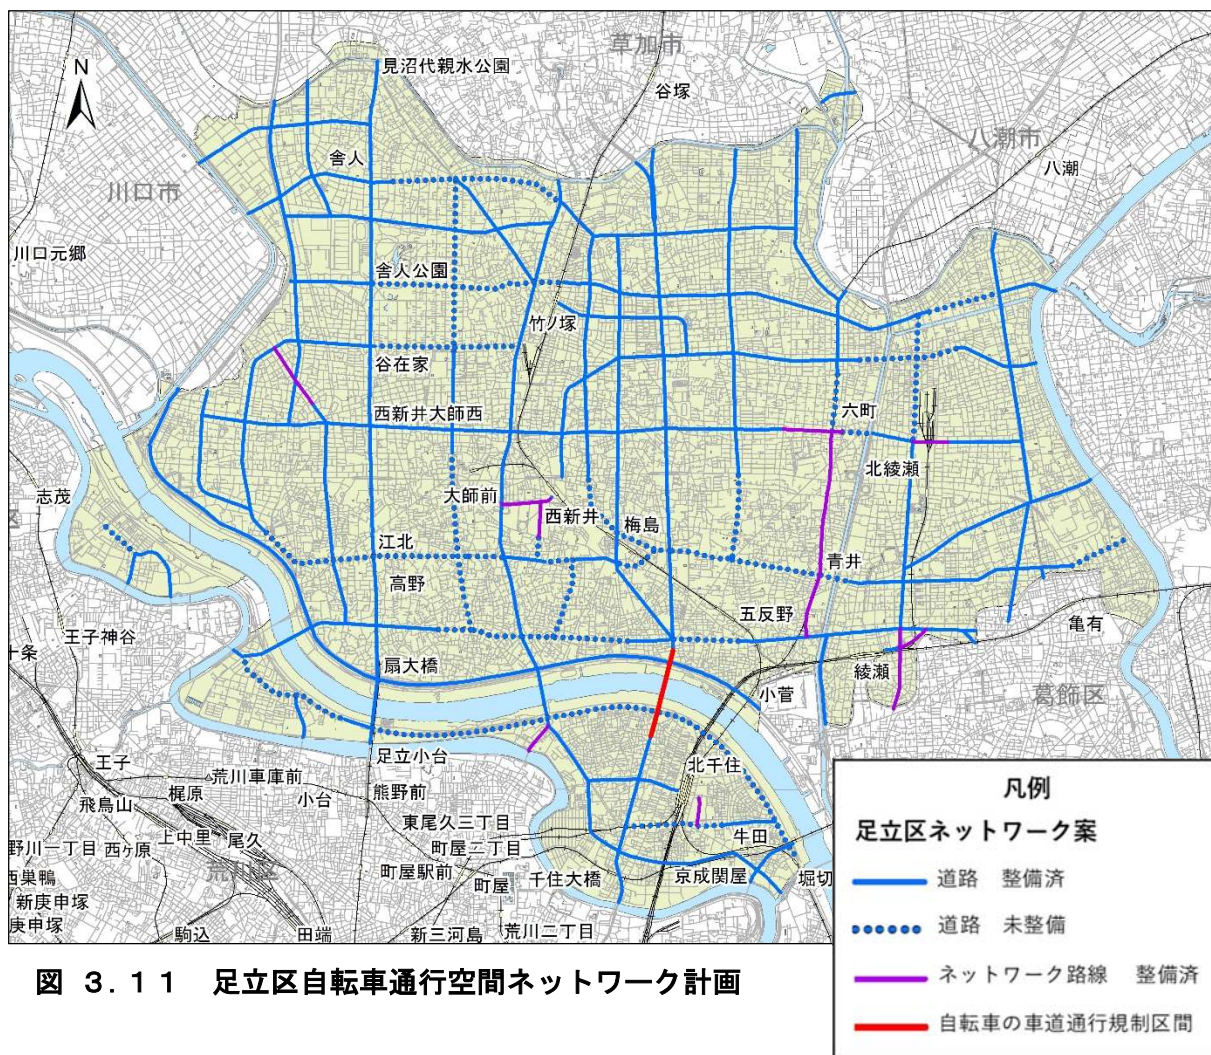 草加市
見沼代親水公園
N
谷塚
八潮市
舎人
八潮
川口市
川口元郷
舎人公園
竹ノ塚
谷在家
西新井大師西
六町
北綾瀬
大師前
志茂
西新井
梅島
江北
青井
高野
五反野
王子神谷
亀有
十条
扇大橋
綾瀬
小菅
葛飾区
足立小台
北千住
王子
荒川車庫前
熊野前
飛鳥山
梶原
小台
東尾久三丁目
上中里
尾久
牛田
野川一丁目
西ヶ原
町屋二丁目
荒川区
町屋駅前
京成関屋
西巣鴨
町屋
千住大橋
堀切
新庚申塚
庚申塚
駒込
田端
新三河島
荒川二丁目
凡例
足立区ネットワーク案
道路 整備済
道路 未整備
ネットワーク路線 整備済
自転車の車道通行規制区間
図 3.11 足立区自転車通行空間ネットワーク計画